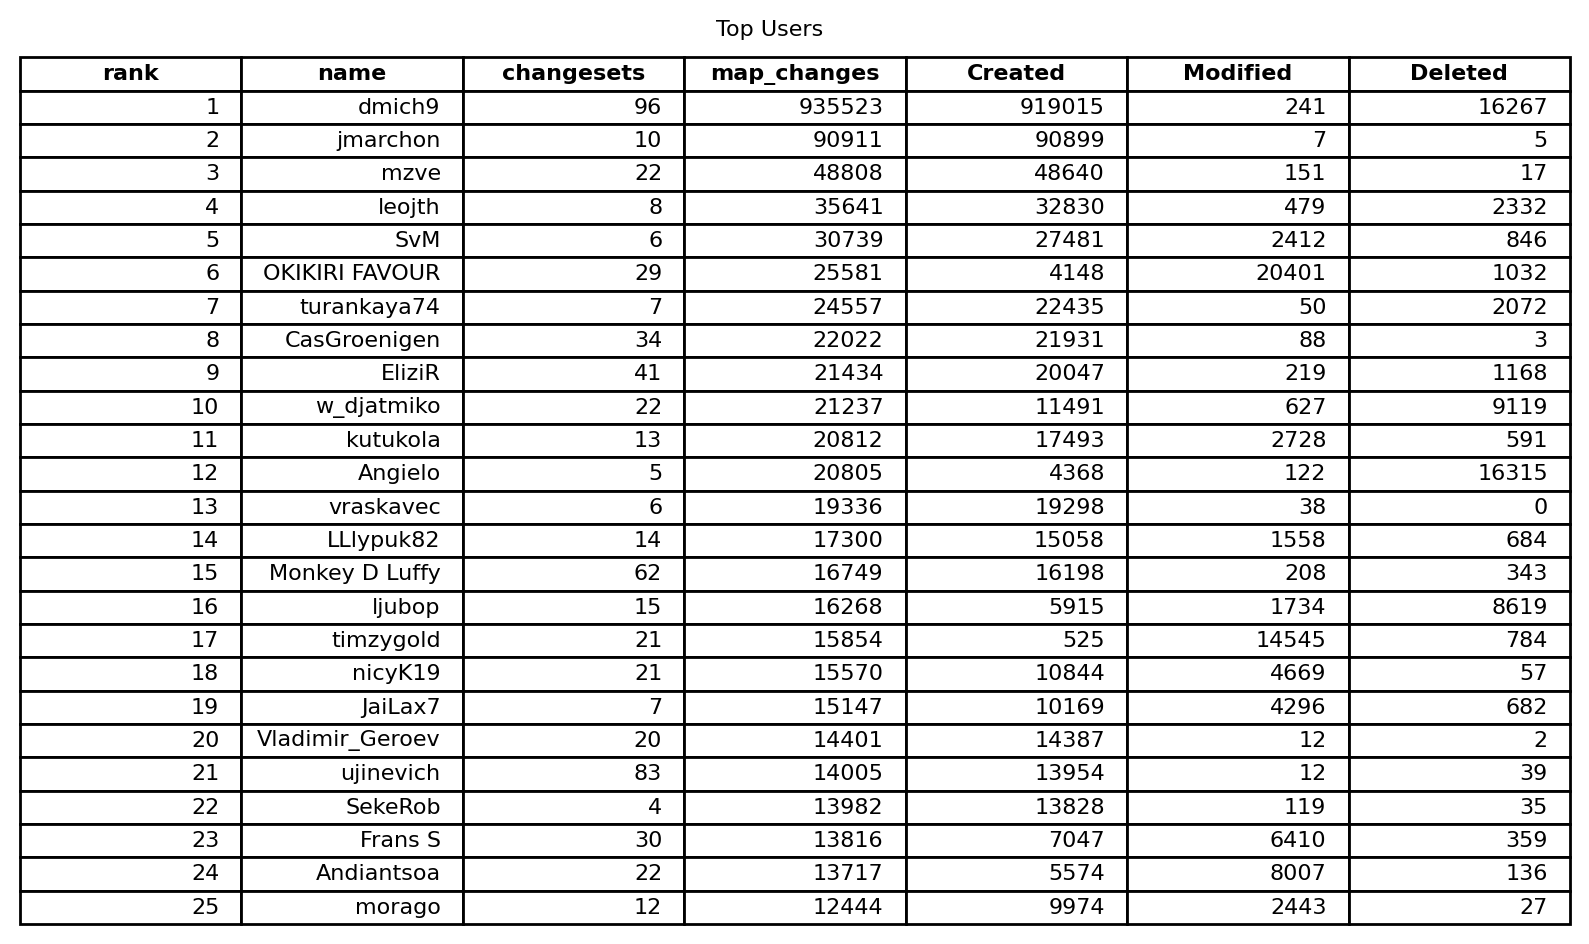 Top Users
rank name changesets map_changes Created Modified Deleted
1 dmich9 96 935523 919015 241 16267
2 jmarchon 10 90911 90899 7 5
3 mzve 22 48808 48640 151 17
4 leojth 8 35641 32830 479 2332
5 SvM 6 30739 27481 2412 846
6 OKIKIRI FAVOUR 29 25581 4148 20401 1032
7 turankaya74 7 24557 22435 50 2072
8 CasGroenigen 34 22022 21931 88 3
9 EliziR 41 21434 20047 219 1168
10 w_djatmiko 22 21237 11491 627 9119
11 kutukola 13 20812 17493 2728 591
12 Angielo 5 20805 4368 122 16315
13 vraskavec 6 19336 19298 38 0
14 LLlypuk82 14 17300 15058 1558 684
15 Monkey D Luffy 62 16749 16198 208 343
16 ljubop 15 16268 5915 1734 8619
17 timzygold 21 15854 525 14545 784
18 nicyK19 21 15570 10844 4669 57
19 JaiLax7 7 15147 10169 4296 682
20 Vladimir_Geroev 20 14401 14387 12 2
21 ujinevich 83 14005 13954 12 39
22 SekeRob 4 13982 13828 119 35
23 Frans S 30 13816 7047 6410 359
24 Andiantsoa 22 13717 5574 8007 136
25 morago 12 12444 9974 2443 27